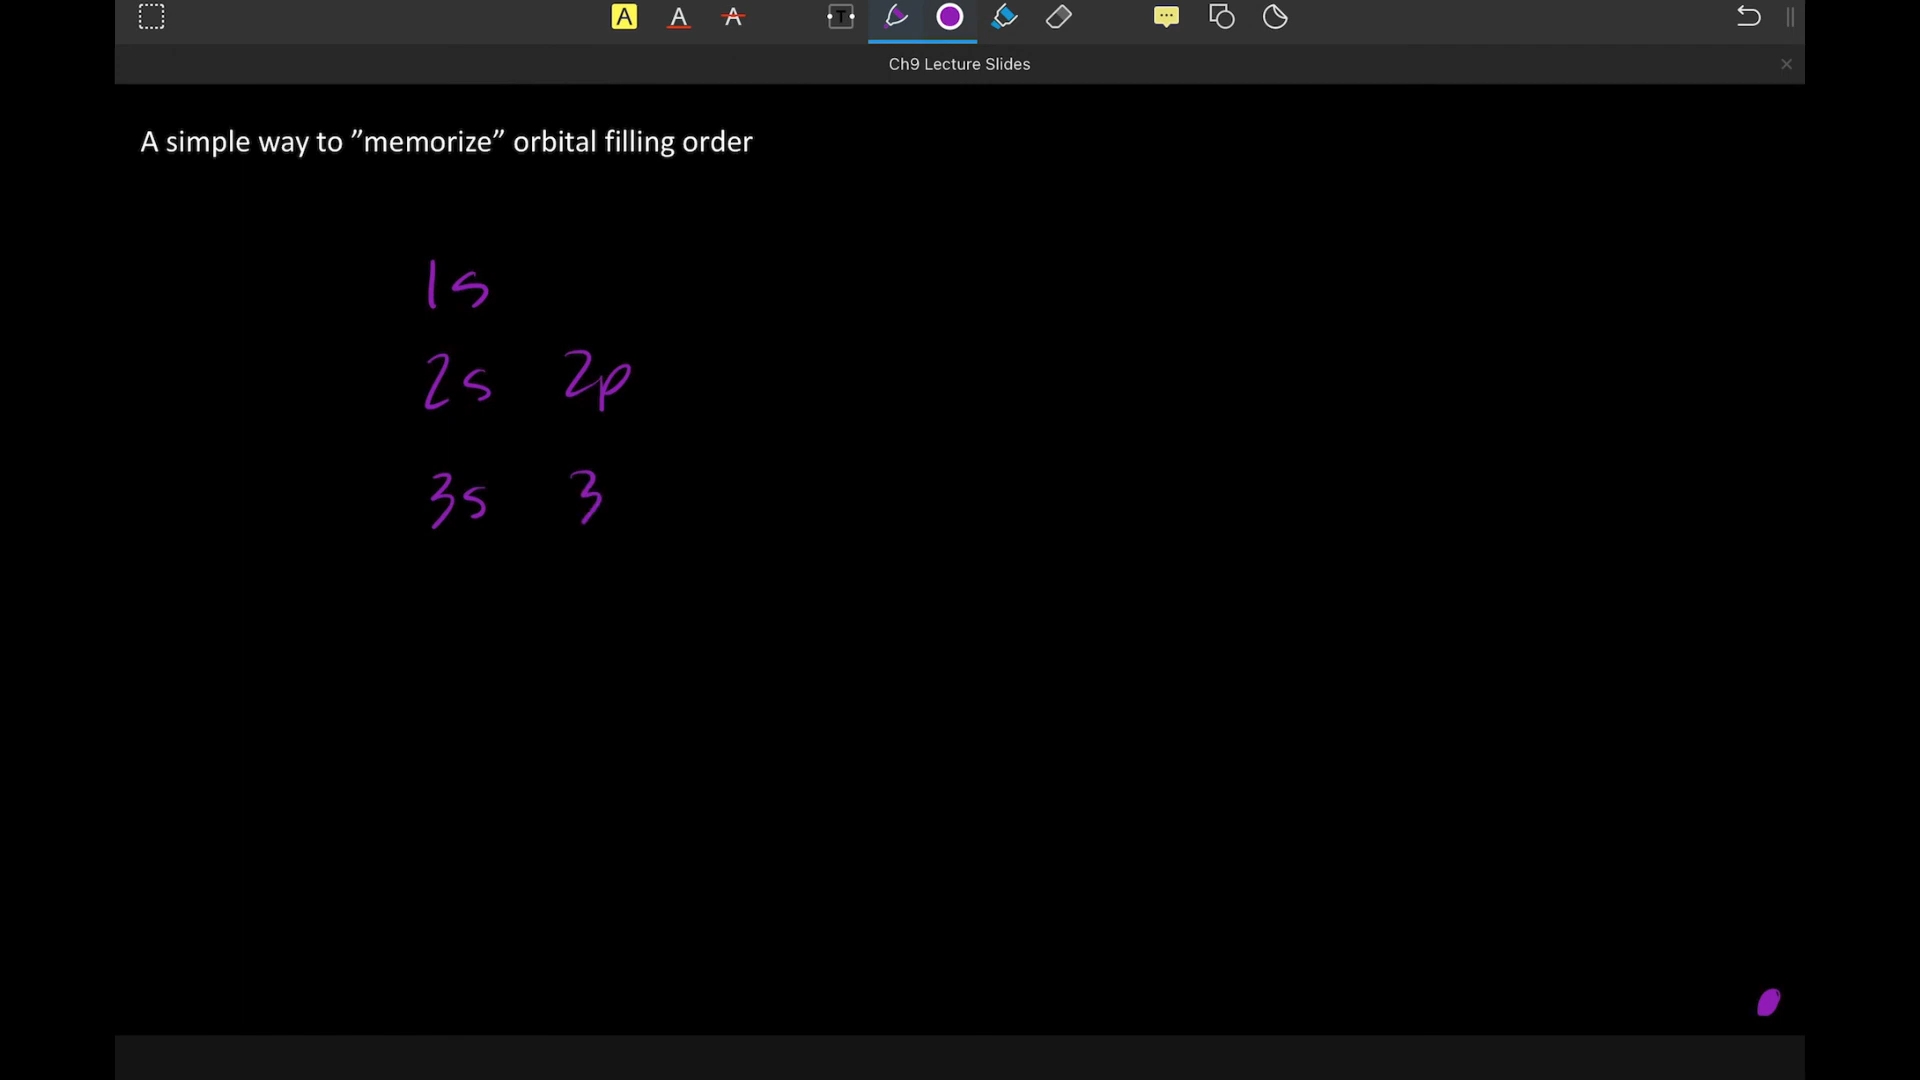 A A A T
Ch9 Lecture Slides
A simple way to ”memorize” orbital filling order
1s
2s 2p
3s 3